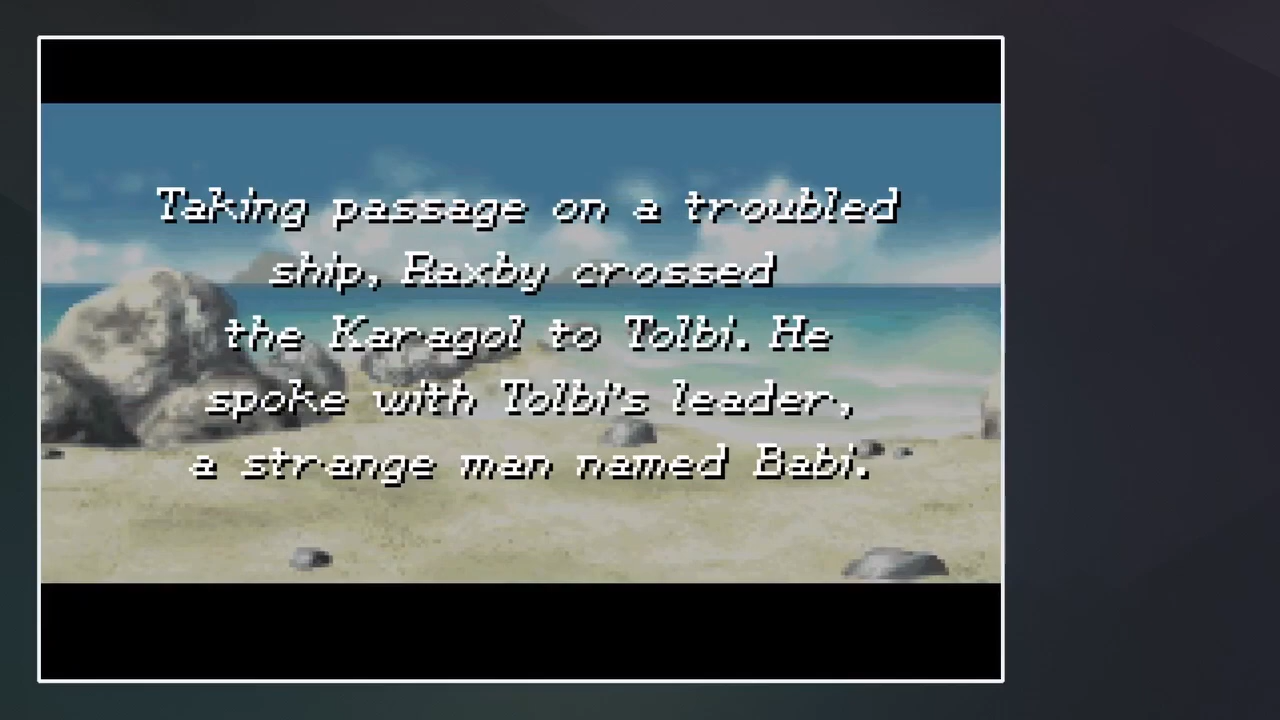 Taking passage on a troubled
ship, Raxby crossed
the Karagol to Tolbi. He
spoke with Tolbi's leader,
a strange man named Babi.